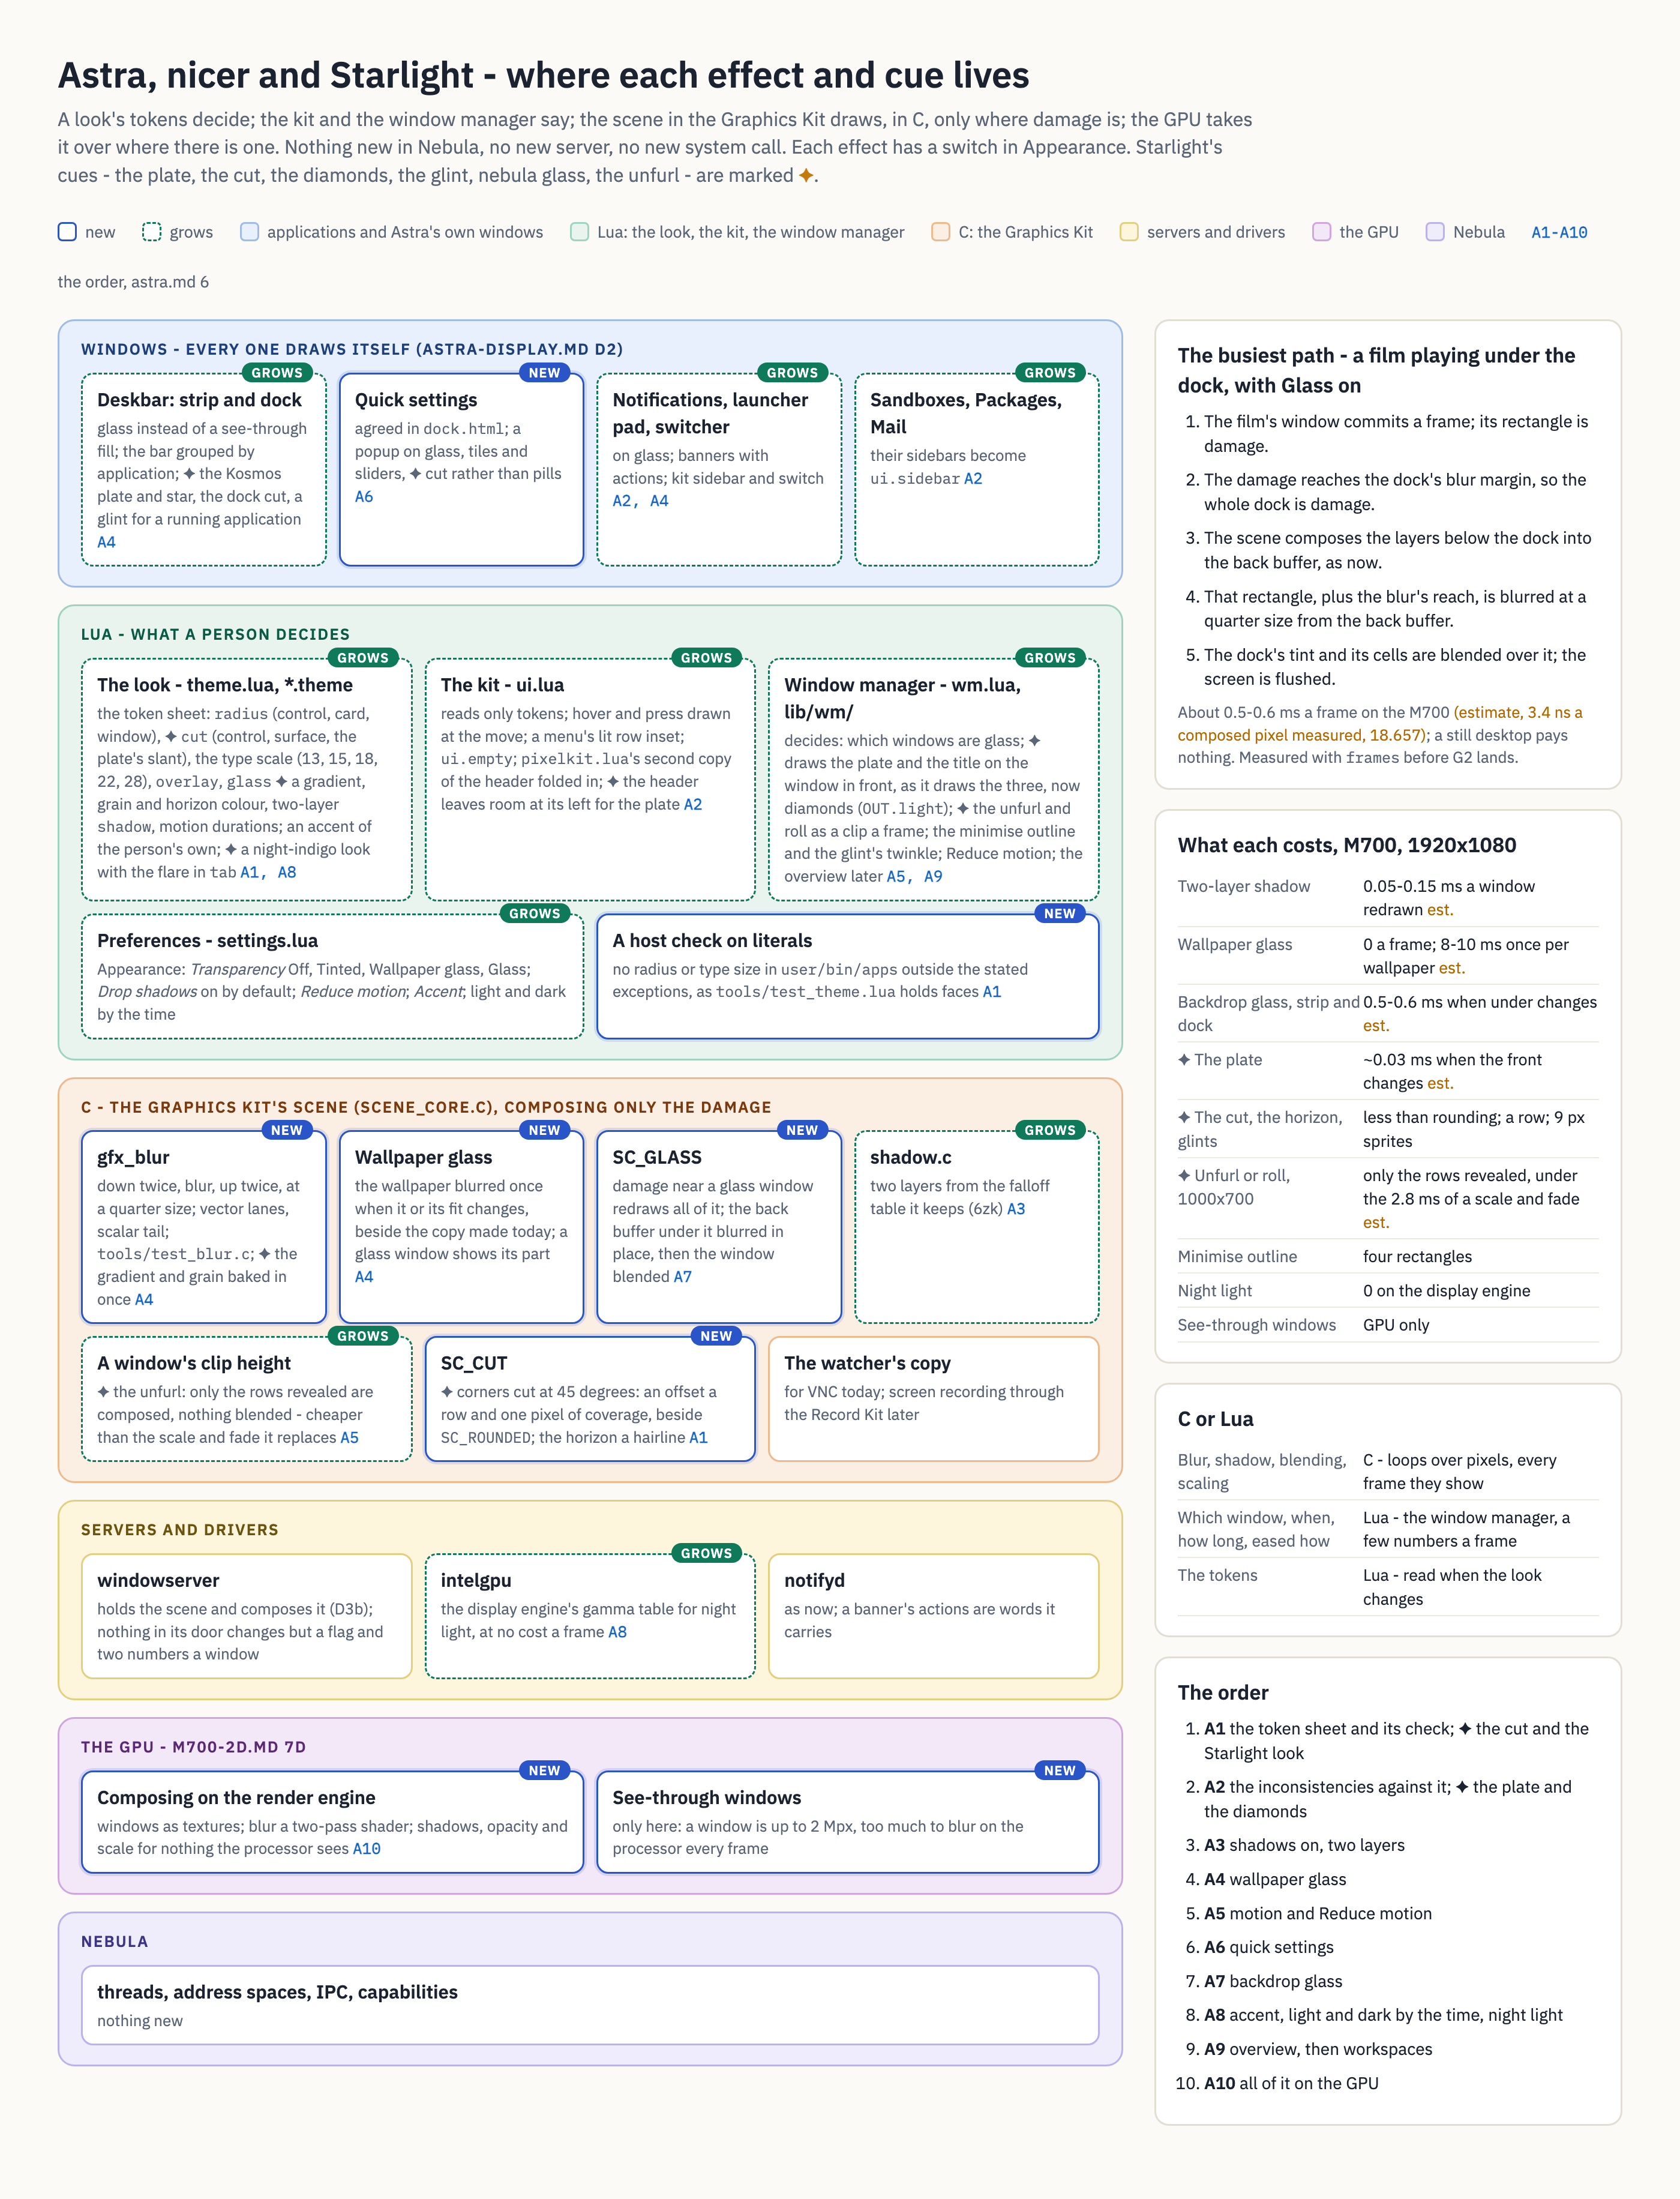 Astra, nicer and Starlight - where each effect and cue lives
A look's tokens decide; the kit and the window manager say; the scene in the Graphics Kit draws, in C, only where damage is; the GPU takes
it over where there is one. Nothing new in Nebula, no new server, no new system call. Each effect has a switch in Appearance. Starlight's
cues - the plate, the cut, the diamonds, the glint, nebula glass, the unfurl - are marked ✦.
new
grows
applications and Astra's own windows
Lua: the look, the kit, the window manager
C: the Graphics Kit
servers and drivers
the GPU
Nebula
A1-A10
the order, astra.md 6
WINDOWS - EVERY ONE DRAWS ITSELF (ASTRA-DISPLAY.MD D2)
GROWS
Deskbar: strip and dock
glass instead of a see-through
fill; the bar grouped by
application; ✦ the Kosmos
plate and star, the dock cut, a
glint for a running application
A4
NEW
Quick settings
agreed in dock.html; a
popup on glass, tiles and
sliders, ✦ cut rather than pills
A6
GROWS
Notifications, launcher
pad, switcher
on glass; banners with
actions; kit sidebar and switch
A2, A4
GROWS
Sandboxes, Packages,
Mail
their sidebars become
ui.sidebar A2
LUA - WHAT A PERSON DECIDES
GROWS
The look - theme.lua, *.theme
the token sheet: radius (control, card,
window), ✦ cut (control, surface, the
plate's slant), the type scale (13, 15, 18,
22, 28), overlay, glass ✦ a gradient,
grain and horizon colour, two-layer
shadow, motion durations; an accent of
the person's own; ✦ a night-indigo look
with the flare in tab A1, A8
GROWS
The kit - ui.lua
reads only tokens; hover and press drawn
at the move; a menu's lit row inset;
ui.empty; pixelkit.lua's second copy
of the header folded in; ✦ the header
leaves room at its left for the plate A2
GROWS
Window manager - wm.lua,
lib/wm/
decides: which windows are glass; ✦
draws the plate and the title on the
window in front, as it draws the three, now
diamonds (OUT.light); ✦ the unfurl and
roll as a clip a frame; the minimise outline
and the glint's twinkle; Reduce motion; the
overview later A5, A9
GROWS
Preferences - settings.lua
Appearance: Transparency Off, Tinted, Wallpaper glass, Glass;
Drop shadows on by default; Reduce motion; Accent; light and dark
by the time
NEW
A host check on literals
no radius or type size in user/bin/apps outside the stated
exceptions, as tools/test_theme.lua holds faces A1
C - THE GRAPHICS KIT'S SCENE (SCENE_CORE.C), COMPOSING ONLY THE DAMAGE
NEW
gfx_blur
down twice, blur, up twice, at
a quarter size; vector lanes,
scalar tail;
tools/test_blur.c; ✦ the
gradient and grain baked in
once A4
NEW
Wallpaper glass
the wallpaper blurred once
when it or its fit changes,
beside the copy made today; a
glass window shows its part
A4
NEW
SC_GLASS
damage near a glass window
redraws all of it; the back
buffer under it blurred in
place, then the window
blended A7
GROWS
shadow.c
two layers from the falloff
table it keeps (6zk) A3
GROWS
A window's clip height
✦ the unfurl: only the rows revealed are
composed, nothing blended - cheaper
than the scale and fade it replaces A5
NEW
SC_CUT
✦ corners cut at 45 degrees: an offset a
row and one pixel of coverage, beside
SC_ROUNDED; the horizon a hairline A1
The watcher's copy
for VNC today; screen recording through
the Record Kit later
SERVERS AND DRIVERS
windowserver
holds the scene and composes it (D3b);
nothing in its door changes but a flag and
two numbers a window
GROWS
intelgpu
the display engine's gamma table for night
light, at no cost a frame A8
notifyd
as now; a banner's actions are words it
carries
THE GPU - M700-2D.MD 7D
NEW
Composing on the render engine
windows as textures; blur a two-pass shader; shadows, opacity and
scale for nothing the processor sees A10
NEW
See-through windows
only here: a window is up to 2 Mpx, too much to blur on the
processor every frame
NEBULA
threads, address spaces, IPC, capabilities
nothing new
The busiest path - a film playing under the
dock, with Glass on
1. The film's window commits a frame; its rectangle is
damage.
2. The damage reaches the dock's blur margin, so the
whole dock is damage.
3. The scene composes the layers below the dock into
the back buffer, as now.
4. That rectangle, plus the blur's reach, is blurred at a
quarter size from the back buffer.
5. The dock's tint and its cells are blended over it; the
screen is flushed.
About 0.5-0.6 ms a frame on the M700 (estimate, 3.4 ns a
composed pixel measured, 18.657); a still desktop pays
nothing. Measured with frames before G2 lands.
What each costs, M700, 1920x1080
Two-layer shadow
0.05-0.15 ms a window
redrawn est.
Wallpaper glass
0 a frame; 8-10 ms once per
wallpaper est.
Backdrop glass, strip and
dock
0.5-0.6 ms when under changes
est.
✦ The plate
~0.03 ms when the front
changes est.
✦ The cut, the horizon,
glints
less than rounding; a row; 9 px
sprites
✦ Unfurl or roll,
1000x700
only the rows revealed, under
the 2.8 ms of a scale and fade
est.
Minimise outline
four rectangles
Night light
0 on the display engine
See-through windows
GPU only
C or Lua
Blur, shadow, blending,
scaling
C - loops over pixels, every
frame they show
Which window, when,
how long, eased how
Lua - the window manager, a
few numbers a frame
The tokens
Lua - read when the look
changes
The order
1. A1 the token sheet and its check; ✦ the cut and the
Starlight look
2. A2 the inconsistencies against it; ✦ the plate and
the diamonds
3. A3 shadows on, two layers
4. A4 wallpaper glass
5. A5 motion and Reduce motion
6. A6 quick settings
7. A7 backdrop glass
8. A8 accent, light and dark by the time, night light
9. A9 overview, then workspaces
10. A10 all of it on the GPU